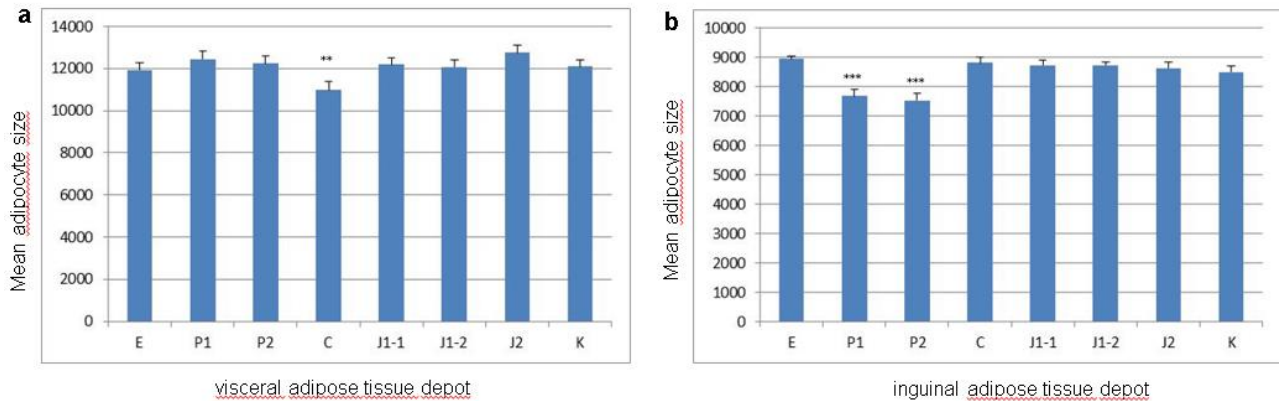 a
Mean adipocyte size
14000
12000
10000
8000
6000
4000
2000
0
**
E P1 P2 C J1-1 J1-2 J2 K
visceral adipose tissue depot
b
Mean adipocyte size
10000
9000
8000
7000
6000
5000
4000
3000
2000
1000
0
*** ***
E P1 P2 C J1-1 J1-2 J2 K
inguinal adipose tissue depot